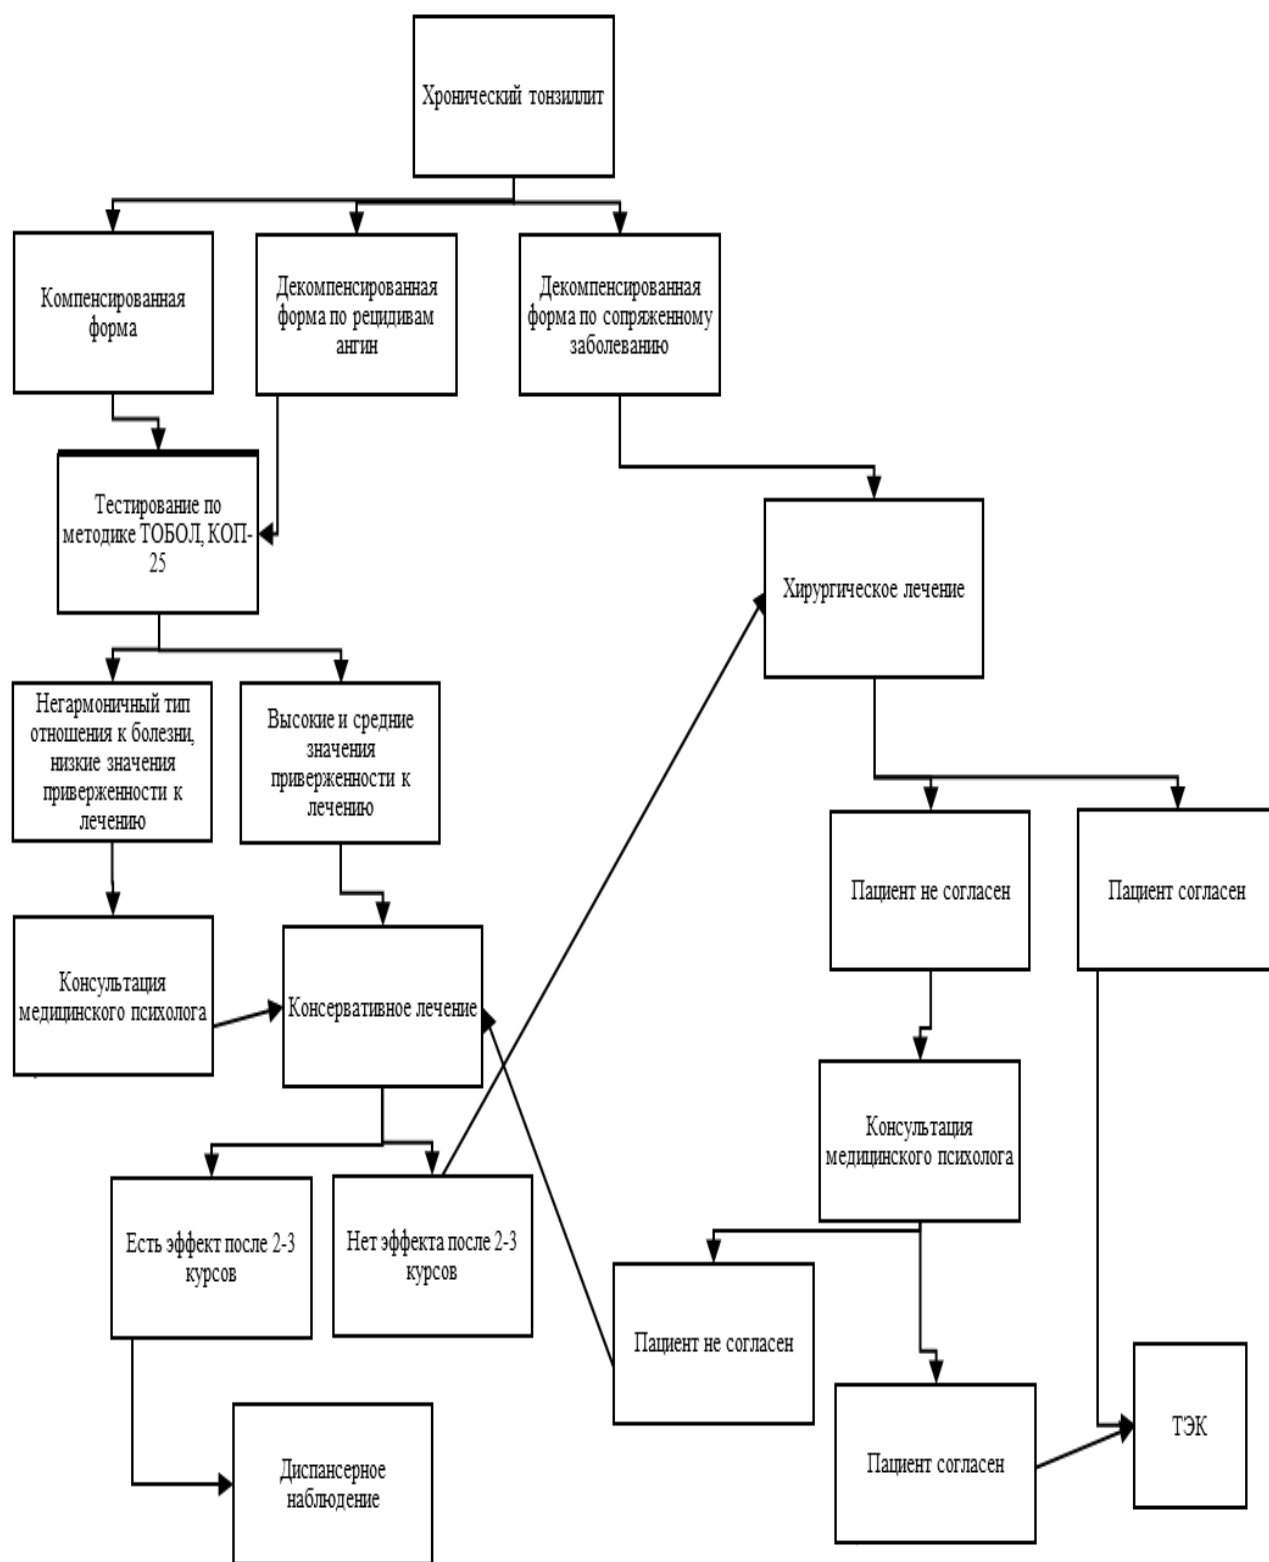 Хронический тонзиллит
Компенсированная
форма
Декомпенсированная
форма по рецидивам
ангин
Декомпенсированная
форма по сопряженному
заболеванию
Тестирование по
методике ТОБОЛ, КОП-
25
Хирургическое лечение
Негармоничный тип
отношения к болезни,
низкие значения
приверженности к
лечению
Высокие и средние
значения
приверженности к
лечению
Пациент не согласен
Пациент согласен
Консультация
медицинского психолога
Консервативное лечение
Консультация
медицинского психолога
Есть эффект после 2-3
курсов
Нет эффекта после 2-3
курсов
Пациент не согласен
Пациент согласен
ТЭК
Диспансерное
наблюдение